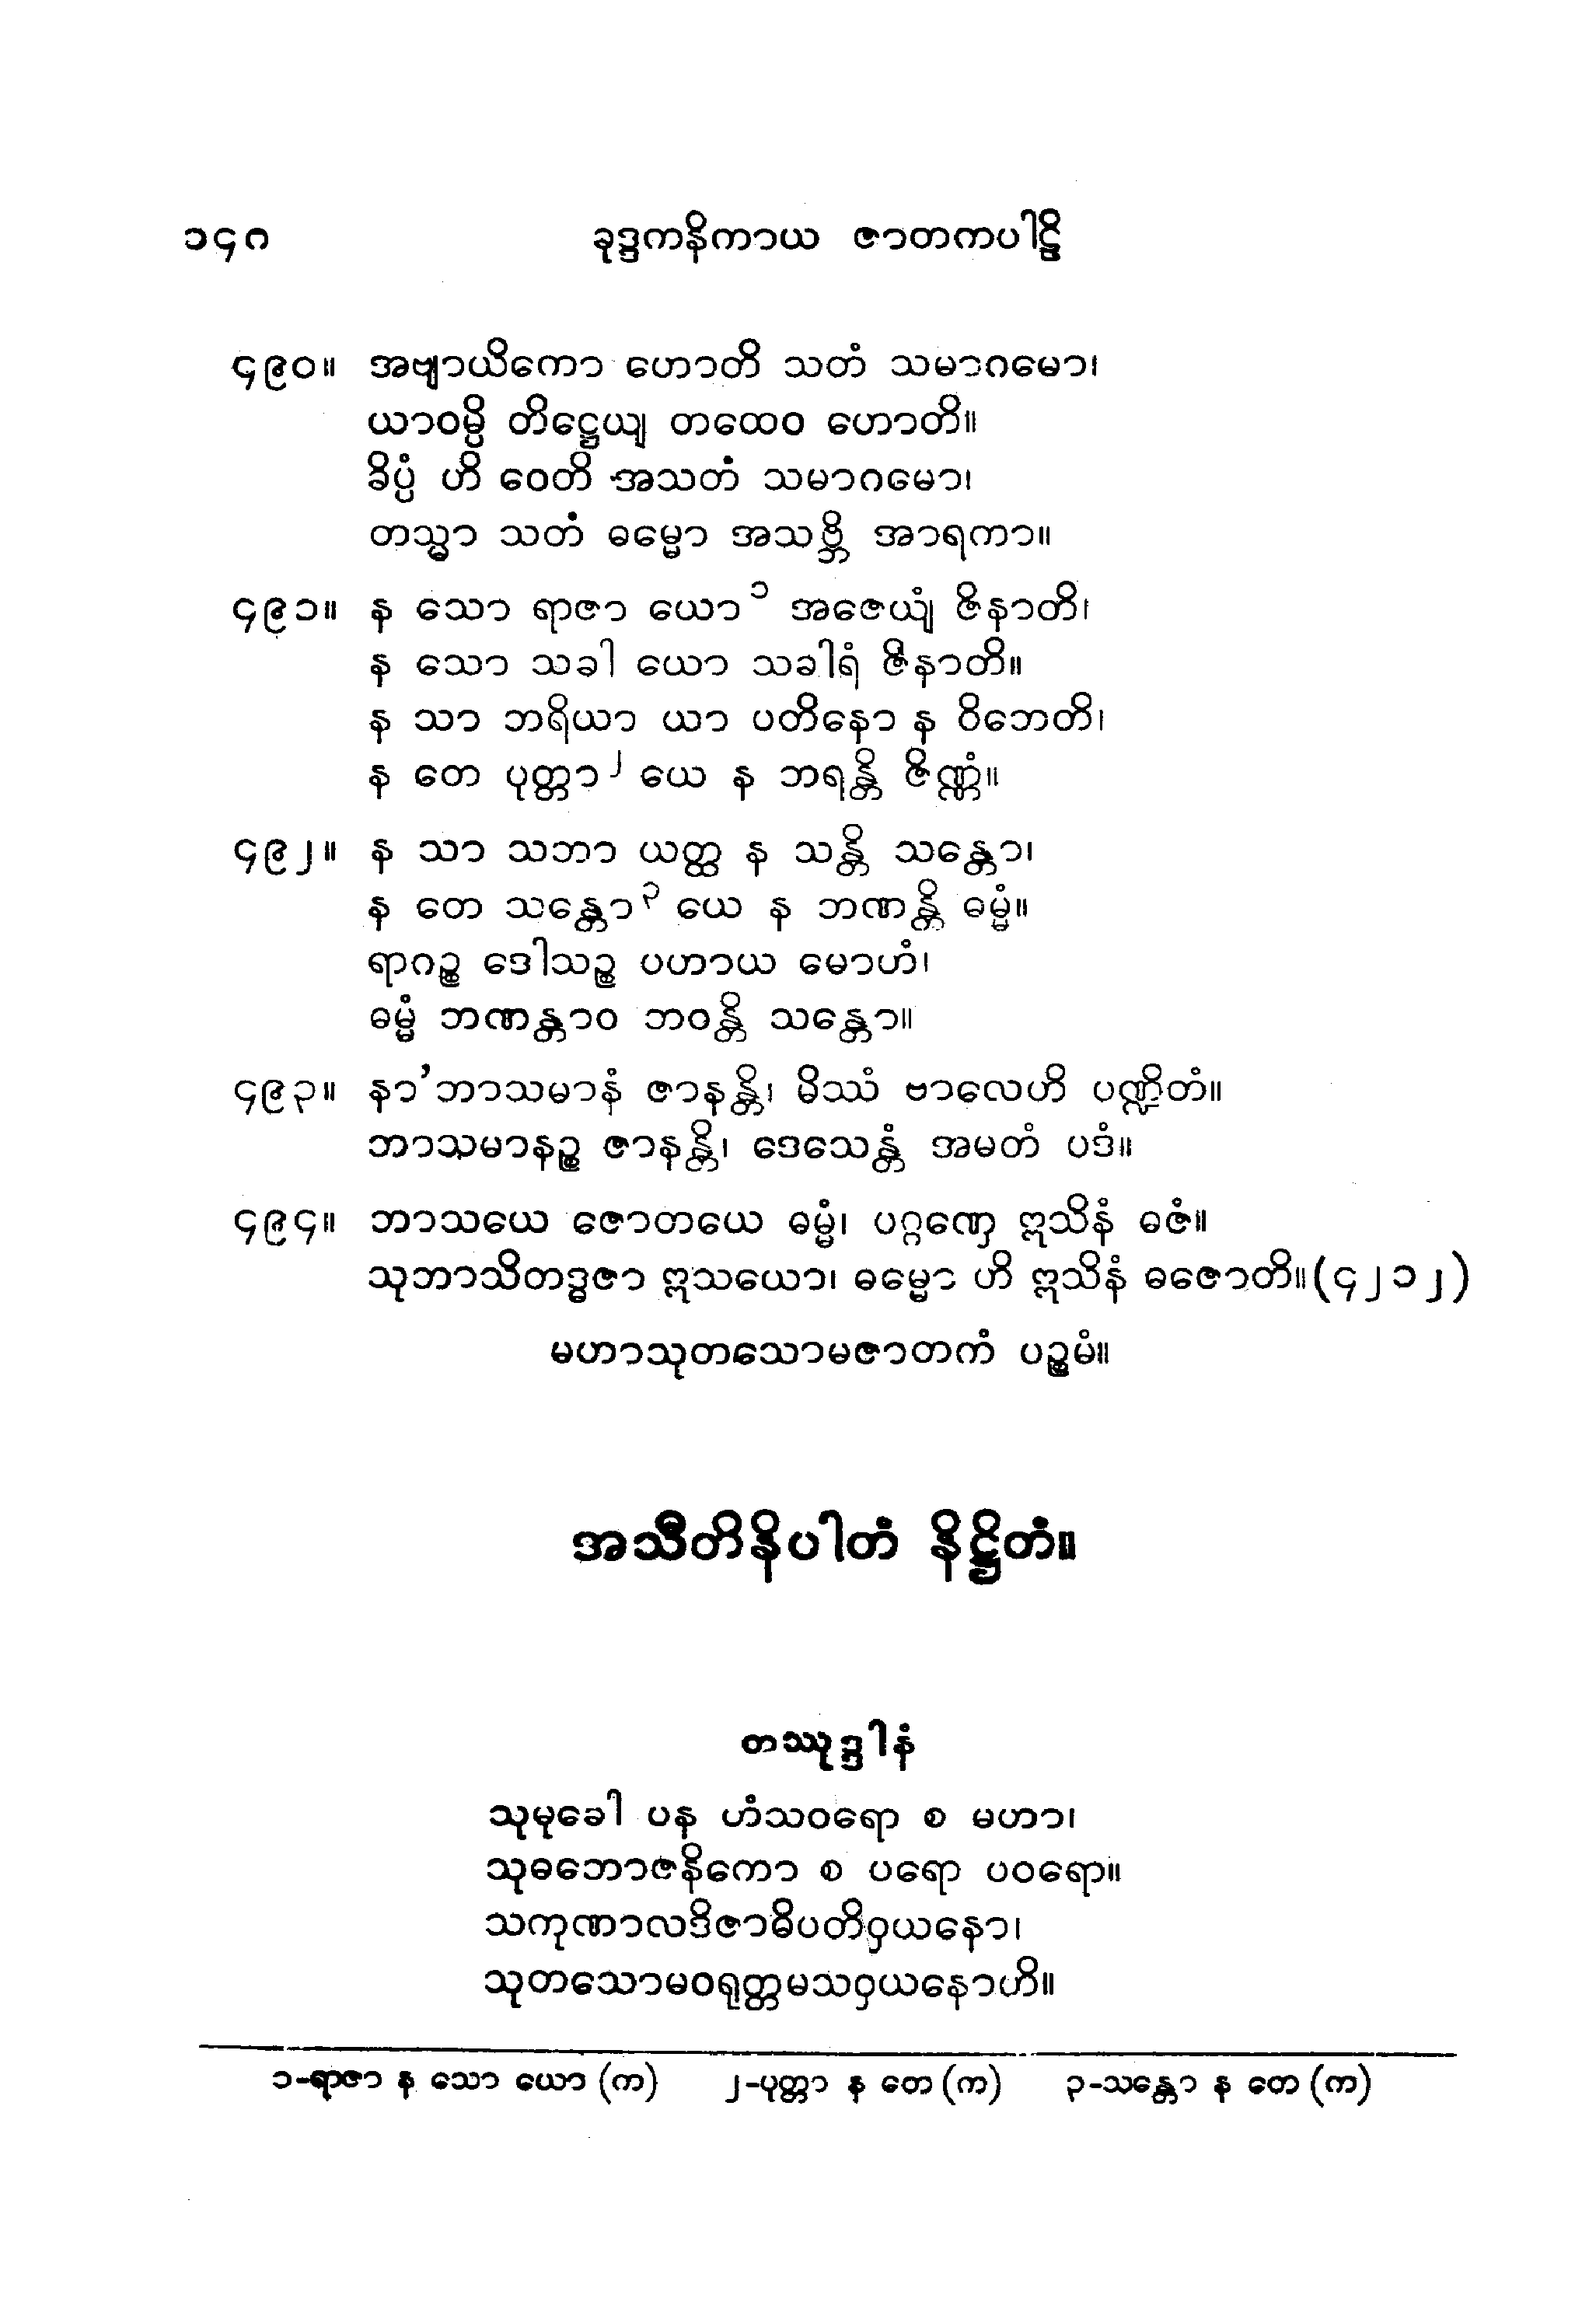 ၁၄၈ ခုဒ္ဒကနိကာယ ဇာတကပါဠိ
၄၉၀။ အဗျာယိကော ဟောတိ သတံ သမာဂမော၊
ယာဝမ္ပိ တိဋ္ဌေယျ တထေဝ ဟောတိ။
ခိပ္ပံ ဟိ ဝေတိ အသတံ သမာဂမော၊
တသ္မာ သတံ ဓမ္မော အသဗ္ဘိ အာရကာ။
၄၉၁။ န သော ရာဇာ ယော ၁ အဇေယျံ ဇိနာတိ၊
န သော သခါ ယော သခါရံ ဇိနာတိ။
န သာ ဘရိယာ ယာ ပတိနော န ဝိဘေတိ၊
န တေ ပုတ္တာ ၂ ယေ န ဘရန္တိ ဇိဏ္ဏံ။
၄၉၂။ န သာ သဘာ ယတ္ထ န သန္တိ သန္တော၊
န တေ သန္တော ၃ ယေ န ဘဏန္တိ ဓမ္မံ။
ရာဂဉ္စ ဒေါသဉ္စ ပဟာယ မောဟံ၊
ဓမ္မံ ဘဏန္တာဝ ဘဝန္တိ သန္တော။
၄၉၃။ နာ’ဘာသမာနံ ဇာနန္တိ၊ မိဿံ ဗာလေဟိ ပဏ္ဍိတံ။
ဘာသမာနဉ္စ ဇာနန္တိ၊ ဒေသေန္တံ အမတံ ပဒံ။
၄၉၄။ ဘာသယေ ဇောတယေ ဓမ္မံ၊ ပဂ္ဂဏှေ ဣသိနံ ဓဇံ။
သုဘာသိတဒ္ဓဇာ ဣသယော၊ ဓမ္မော ဟိ ဣသိနံ ဓဇောတိ။ (၄၂၁၂)
မဟာသုတသောမဇာတကံ ပဉ္စမံ။
အသီတိနိပါတံ နိဋ္ဌိတံ။
တဿုဒ္ဒါနံ
သုမုခေါ ပန ဟံသဝရော စ မဟာ၊
သုဓဘောဇနိကော စ ပရော ပဝရော။
သကုဏာလဒိဇာဓိပတိဝှယနော၊
သုတသောမဝရုတ္တမသဝှယနောဟိ။
၁-ရာဇာ န သော ယော (က) ၂-ပုတ္တာ န တေ (က) ၃-သန္တော န တေ (က)